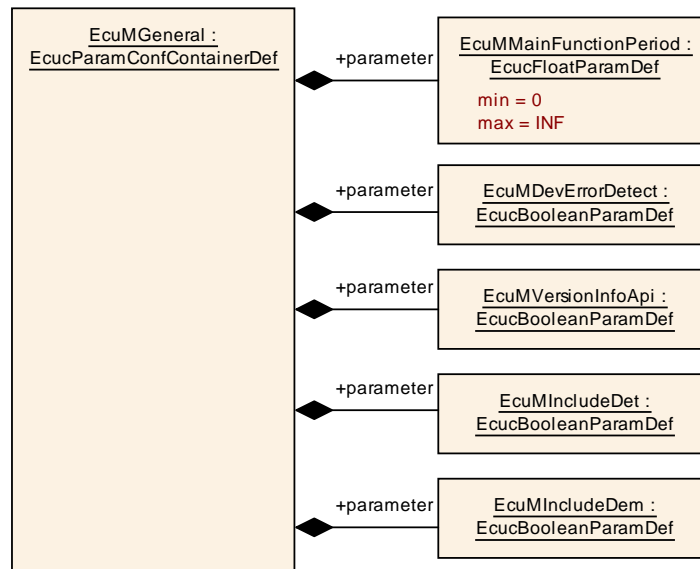 EcuMGeneral :
EcucParamConfContainerDef
+parameter
EcuMMainFunctionPeriod :
EcucFloatParamDef
min = 0
max = INF
+parameter
EcuMDevErrorDetect :
EcucBooleanParamDef
+parameter
EcuMVersionInfoApi :
EcucBooleanParamDef
+parameter
EcuMIncludeDet :
EcucBooleanParamDef
+parameter
EcuMIncludeDem :
EcucBooleanParamDef